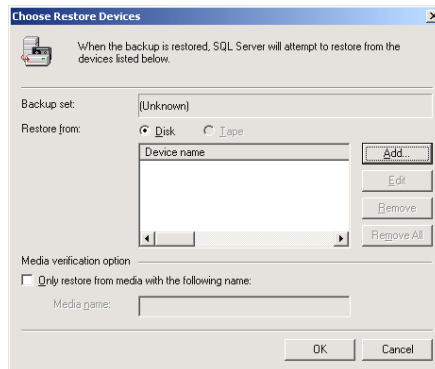 Choose Restore Devices
When the backup is restored, SQL Server will attempt to restore from the
devices listed below.
Backup set:
(Unknown)
Restore from:
Disk
Tape
Device name
Add...
Edit
Remove
Remove All
Media verification option
Only restore from media with the following name:
Media name:
OK
Cancel